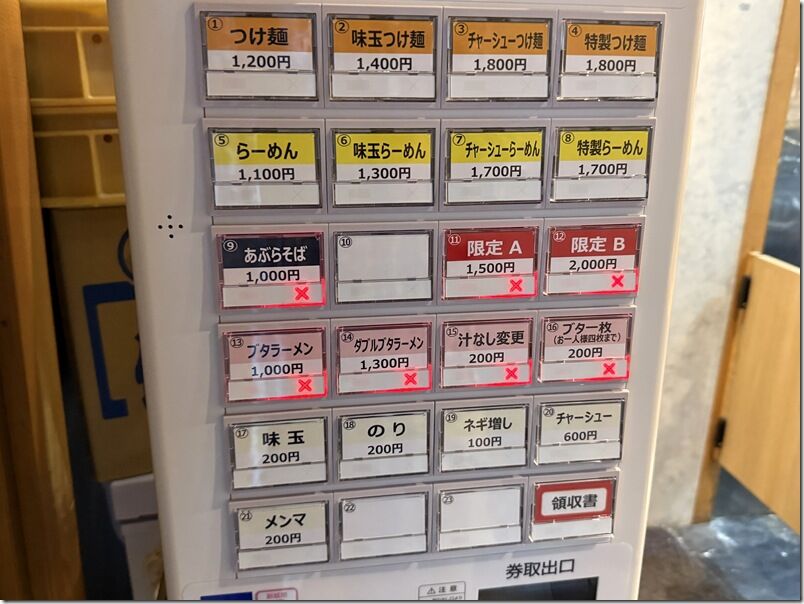 ① つけ麺
1,200円
② 味玉つけ麺
1,400円
③ チャーシューつけ麺
1,800円
④ 特製つけ麺
1,800円
⑤ らーめん
1,100円
⑥ 味玉らーめん
1,300円
⑦ チャーシューらーめん
1,700円
⑧ 特製らーめん
1,700円
⑨ あぶらそば
1,000円
×
⑩
⑪ 限定 A
1,500円
×
⑫ 限定 B
2,000円
×
⑬ ブタラーメン
1,000円
×
⑭ ダブルブタラーメン
1,300円
×
⑮ 汁なし変更
200円
×
⑯ ブタ一枚
(お一人様四枚まで)
200円
×
⑰ 味玉
200円
⑱ のり
200円
⑲ ネギ増し
100円
⑳ チャーシュー
600円
㉑ メンマ
200円
㉒
㉓
領収書
券取出口
注意